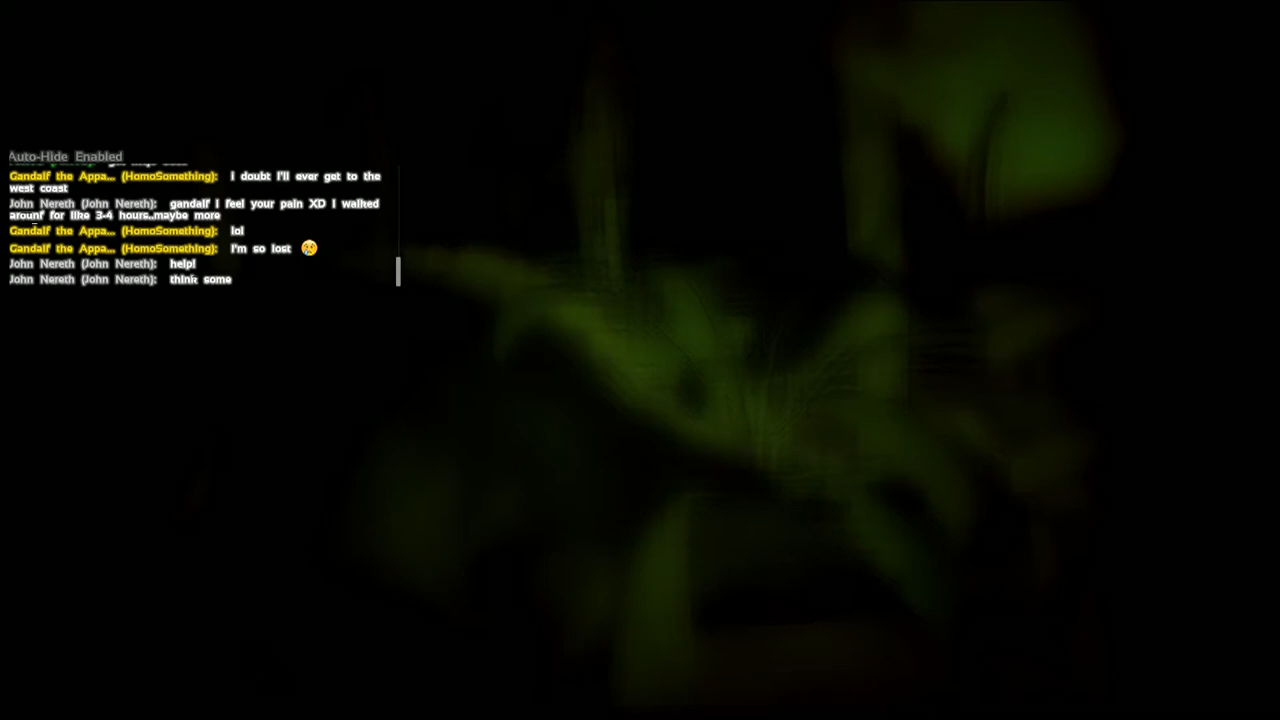 Auto-Hide Enabled
Gandalf the Appa... (HomoSomething): I doubt I'll ever get to the
west coast
John Nereth (John Nereth): gandalf I feel your pain XD I walked
arounf for like 3-4 hours..maybe more
Gandalf the Appa... (HomoSomething): lol
Gandalf the Appa... (HomoSomething): I'm so lost 😢
John Nereth (John Nereth): help!
John Nereth (John Nereth): think some